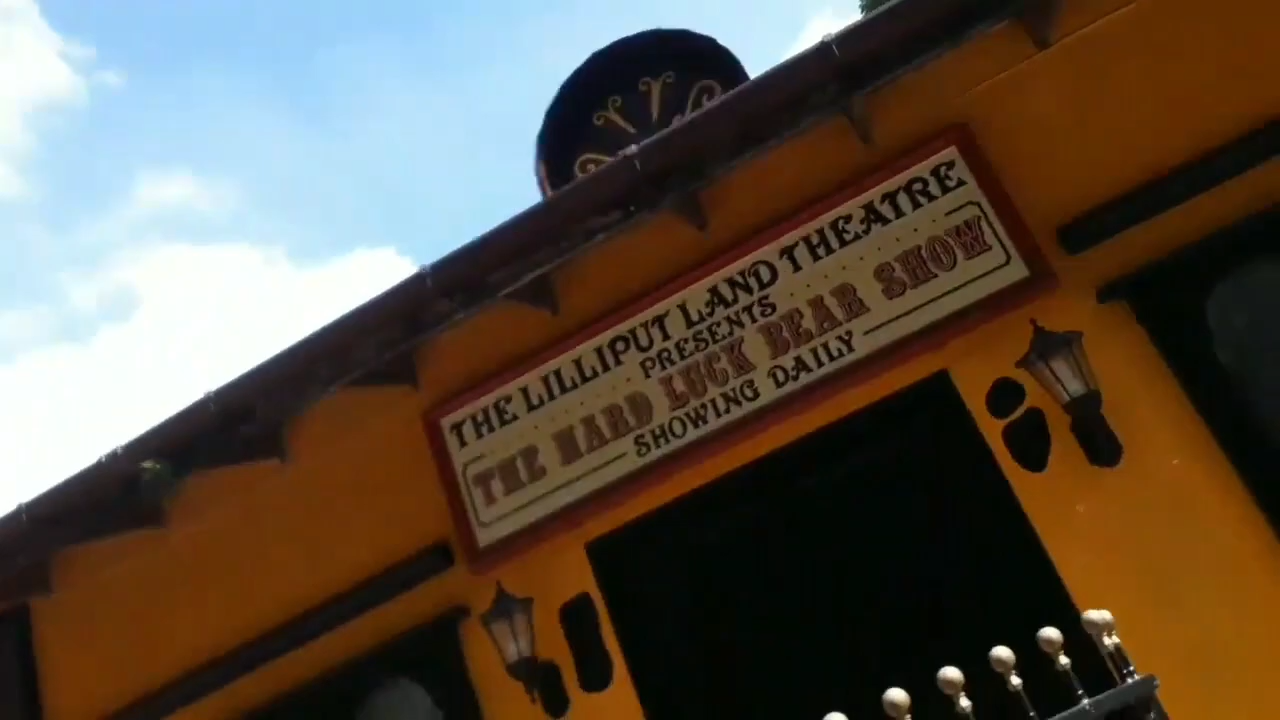 THE LILLIPUT LAND THEATRE
PRESENTS
THE HARD LUCK BEAR SHOW
SHOWING DAILY